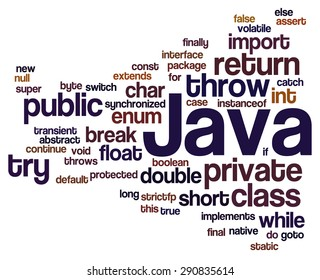 else
false assert
volatile
finally import
interface
const package return
new extends for
null byte switch char throw catch
super synchronized case instanceof int
public enum Java
transient break if
abstract
continue void float boolean private
try throws double
default protected class
long strictfp short
this true implements while
final native do goto
static
shutterstock.com · 290835614